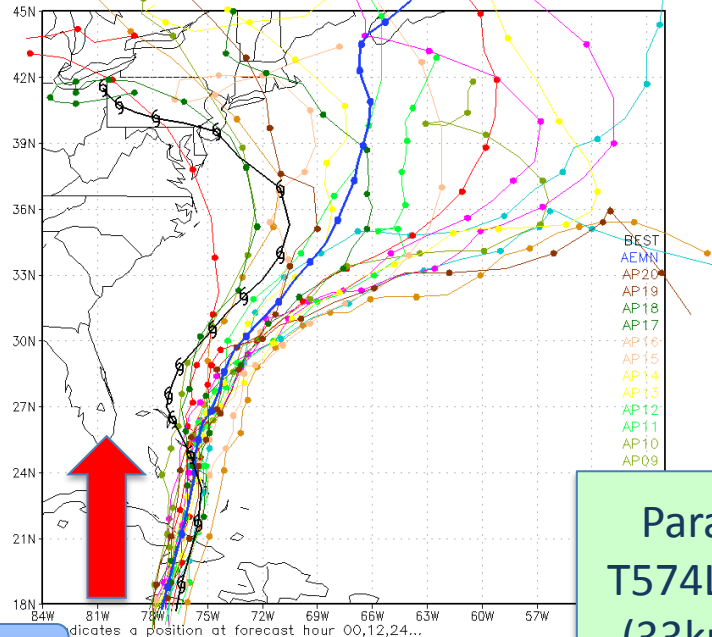 45N
42N
39N
36N
33N
30N
27N
24N
21N
18N
84W 81W 78W 75W 72W 69W 66W 63W 60W 57W
BEST
AEMN
AP20
AP19
AP18
AP17
AP16
AP15
AP14
AP13
AP12
AP11
AP10
AP09
Para
T574L
(33k
dicates a position at forecast hour 00,12,24...